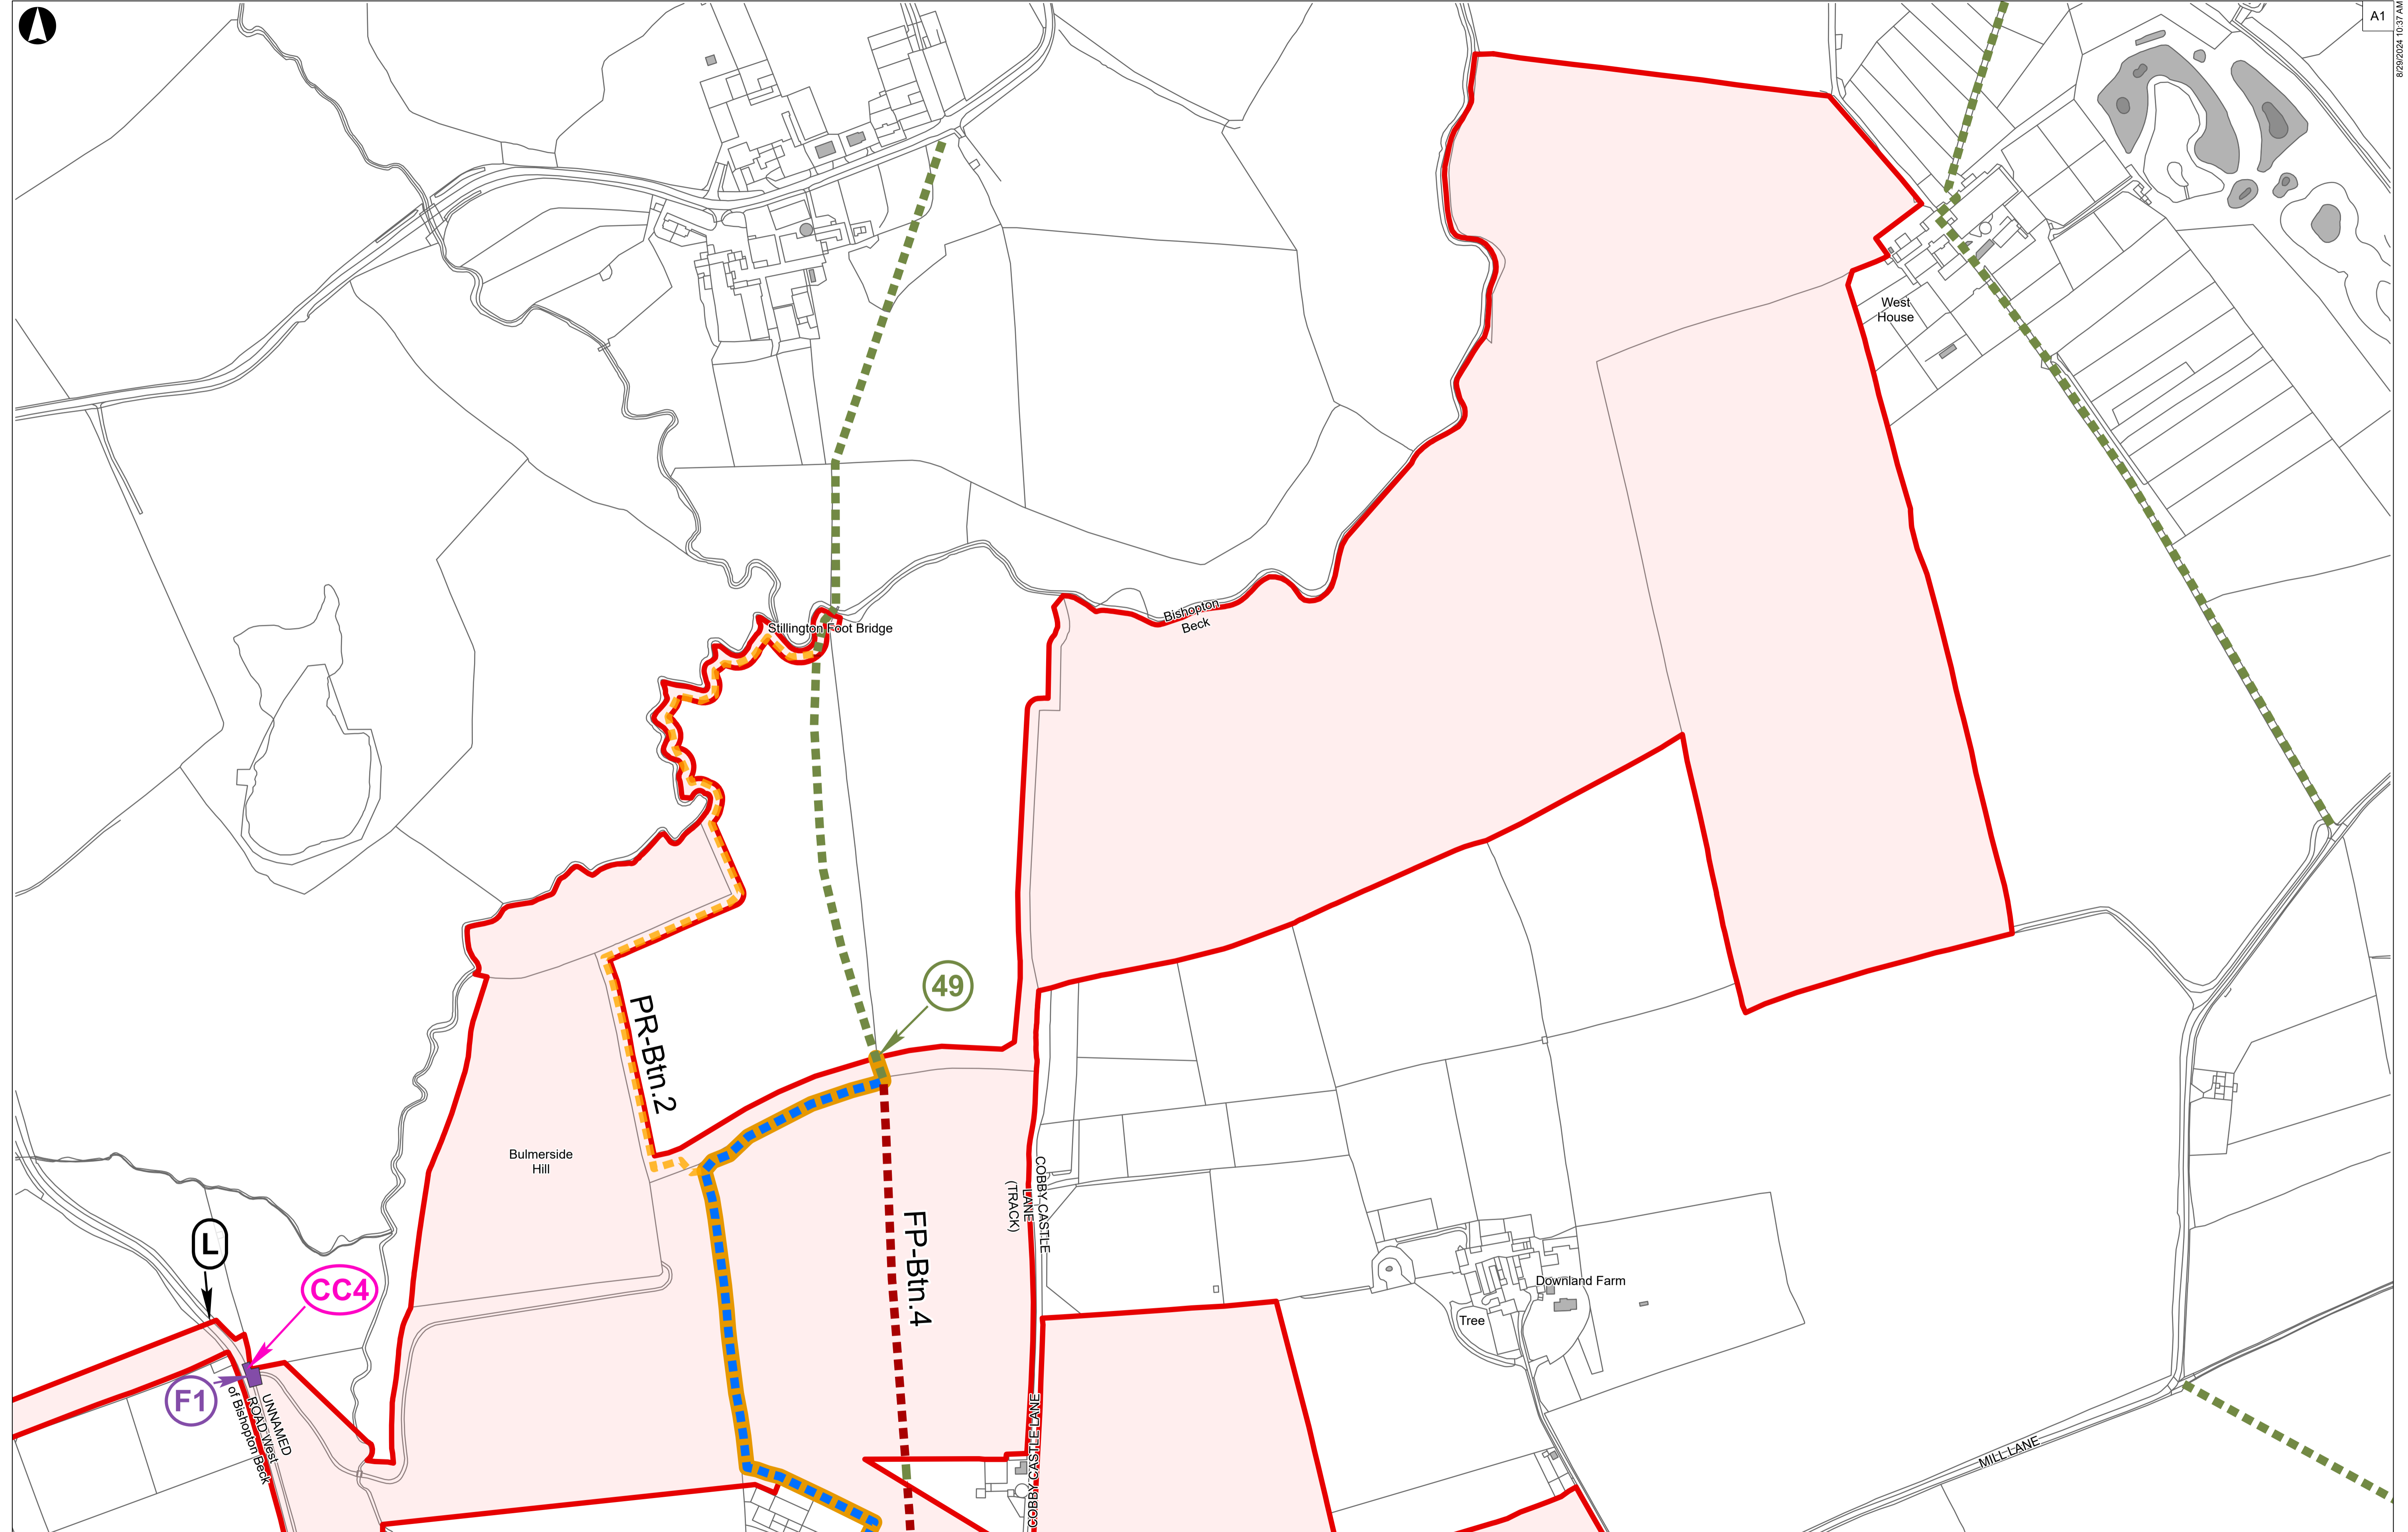 A1
8/29/2024 10:37 AM
West
House
Bishopton
Beck
Stillington Foot Bridge
49
PR-Btn.2
Bulmerside
Hill
COBBY CASTLE
LANE
(TRACK)
FP-Btn.4
L
CC4
Downland Farm
Tree
F1
UNNAMED
ROAD West
of Bishopton Beck
COBBY CASTLE LANE
MILL LANE